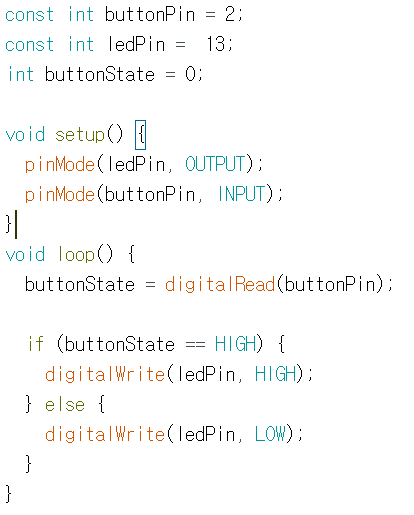 const int buttonPin = 2;
const int ledPin =  13;
int buttonState = 0;

void setup() {
  pinMode(ledPin, OUTPUT);
  pinMode(buttonPin, INPUT);
}
void loop() {
  buttonState = digitalRead(buttonPin);

  if (buttonState == HIGH) {
    digitalWrite(ledPin, HIGH);
  } else {
    digitalWrite(ledPin, LOW);
  }
}